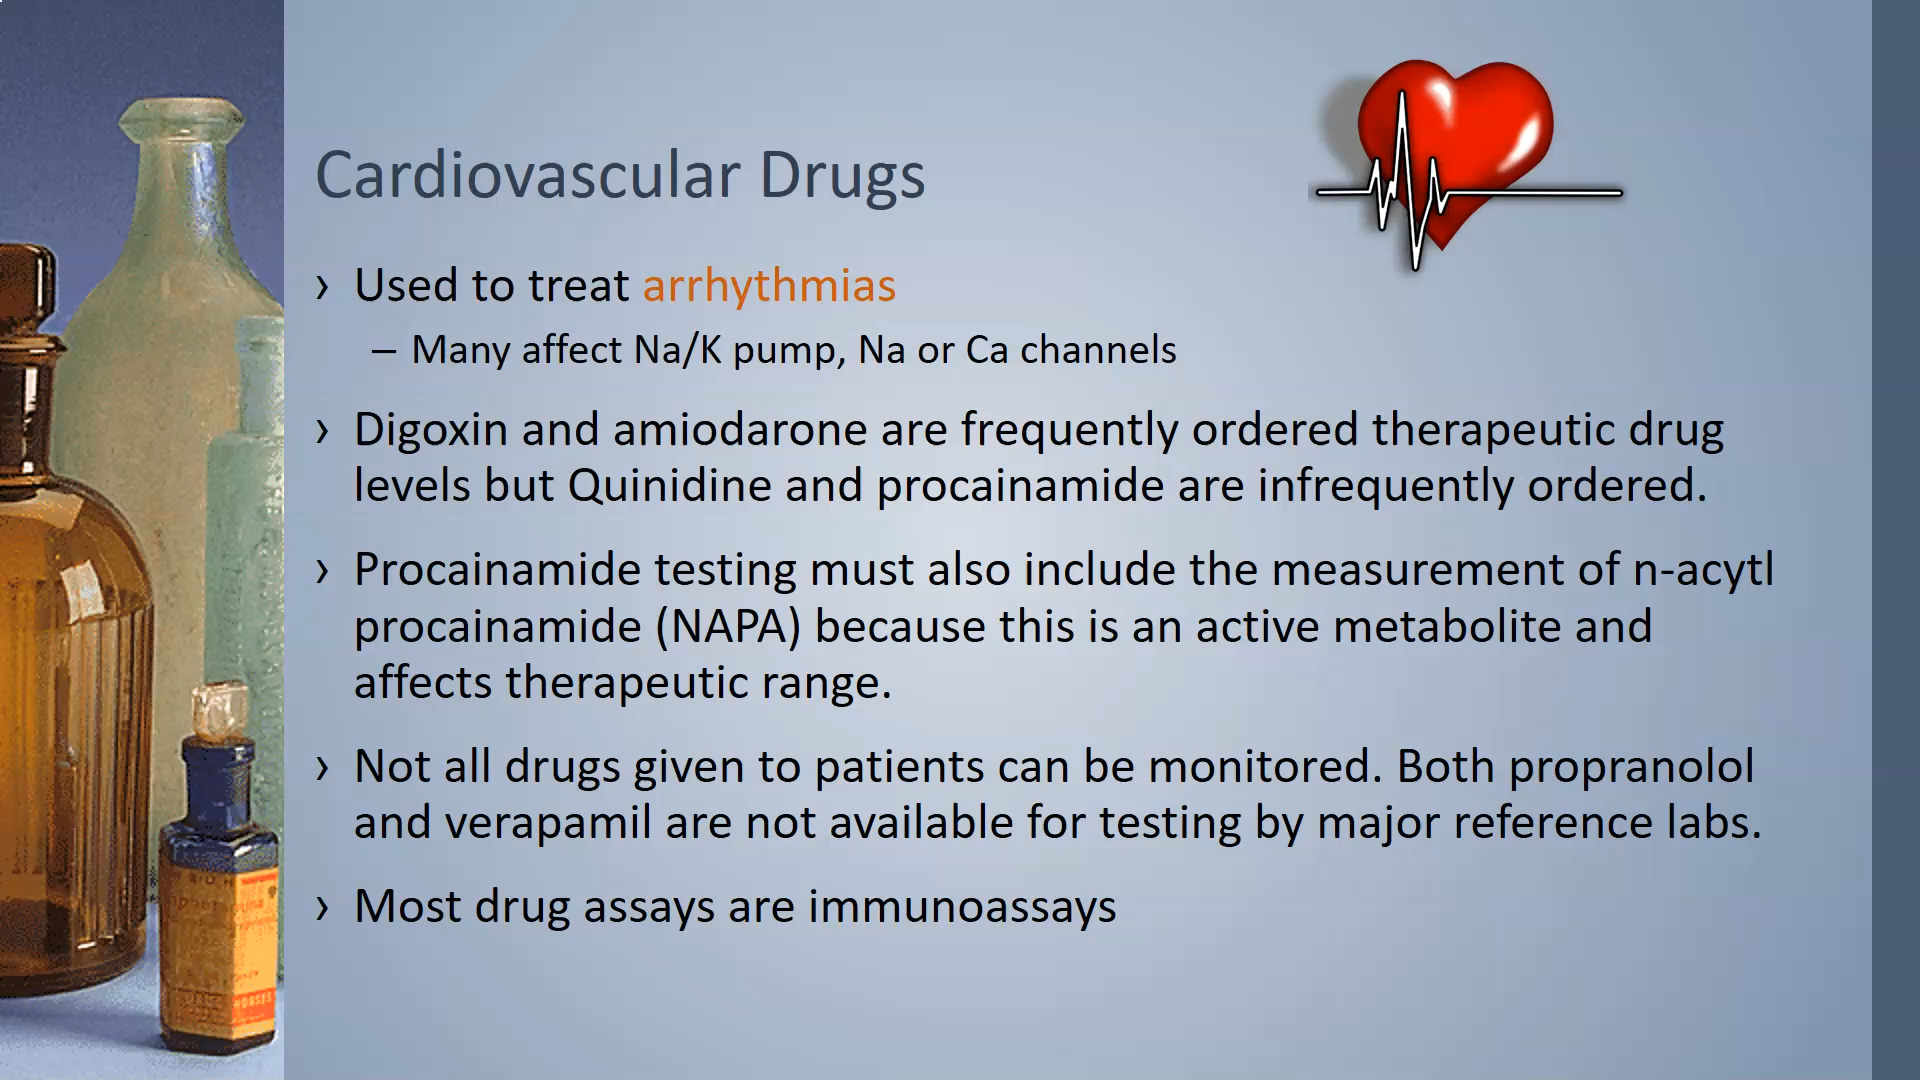 Cardiovascular Drugs
› Used to treat arrhythmias
– Many affect Na/K pump, Na or Ca channels
› Digoxin and amiodarone are frequently ordered therapeutic drug
levels but Quinidine and procainamide are infrequently ordered.
› Procainamide testing must also include the measurement of n-acytl
procainamide (NAPA) because this is an active metabolite and
affects therapeutic range.
› Not all drugs given to patients can be monitored. Both propranolol
and verapamil are not available for testing by major reference labs.
› Most drug assays are immunoassays